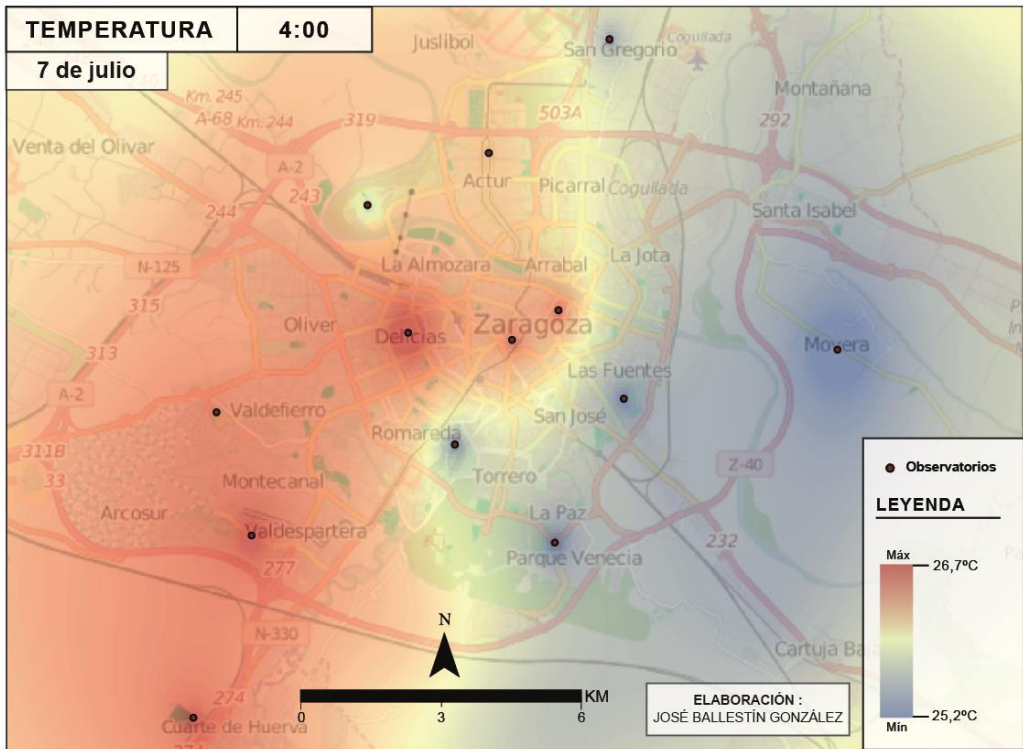 TEMPERATURA 4:00
7 de julio
Juslibol
San Gregorio
Cogullada
Montañana
Km. 245
A-68 Km. 244
319
503A
292
Venta del Olivar
A-2
243
Actur
Picarral
Cogullada
244
Santa Isabel
N-125
La Almozara
Arrabal
La Jota
315
Oliver
Delicias
Zaragoza
Movera
313
Las Fuentes
A-2
Valdefierro
San José
Romareda
311B
33
Montecanal
Torrero
Z-40
Arcosur
Valdespartera
La Paz
Parque Venecia
232
277
N-330
Cartuja Baja
274
Cuarte de Huerva
N
KM
0 3 6
ELABORACIÓN :
JOSÉ BALLESTÍN GONZÁLEZ
Observatorios
LEYENDA
Máx
26,7ºC
25,2ºC
Mín